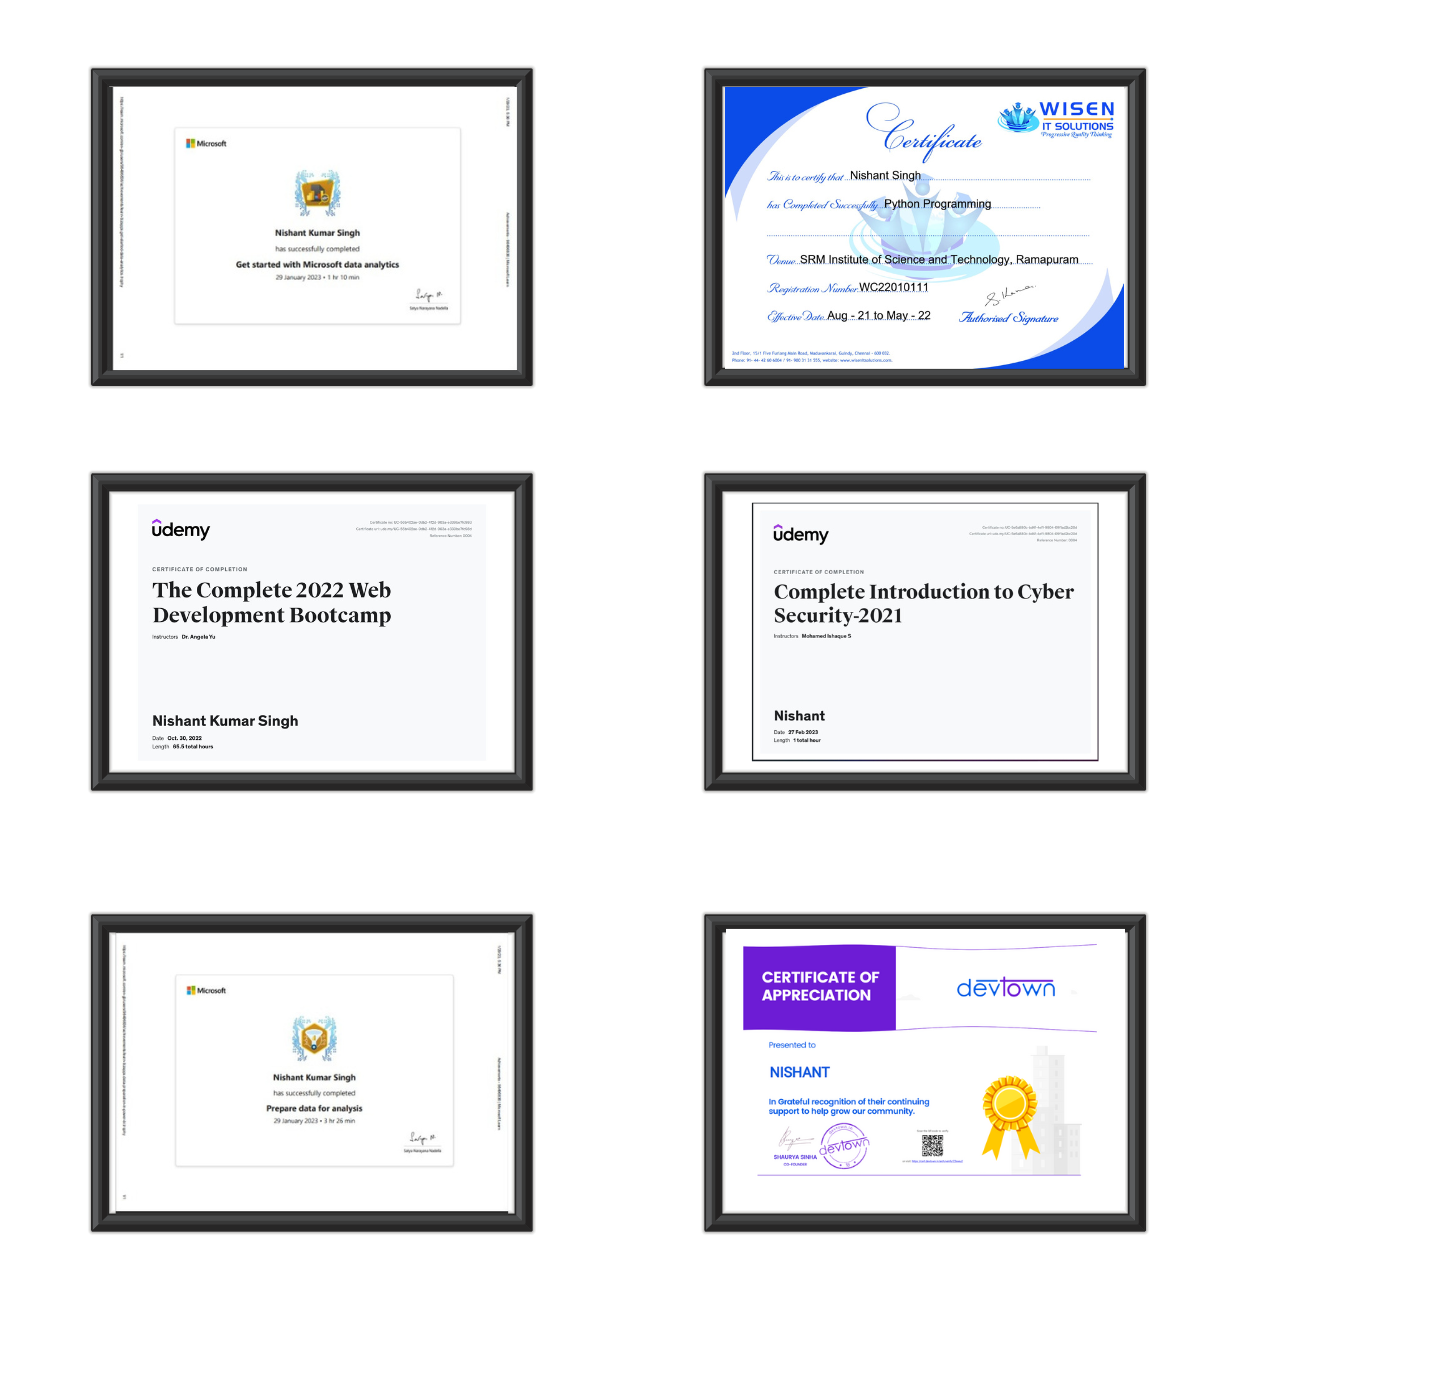 Microsoft
Nishant Kumar Singh
has successfully completed
Get started with Microsoft data analytics
29 January 2023 • 1 hr 10 min
Satya Narayana Nadella
Certificate
WISEN
IT SOLUTIONS
Progressive Quality Thinking
This is to certify that Nishant Singh
has Completed Successfully Python Programming
Venue SRM Institute of Science and Technology, Ramapuram
Registration Number WC22010111
Effective Date Aug - 21 to May - 22
Authorised Signature
udemy
CERTIFICATE OF COMPLETION
The Complete 2022 Web
Development Bootcamp
Instructors Dr. Angela Yu
Nishant Kumar Singh
Date Oct. 30, 2022
Length 65.5 total hours
udemy
CERTIFICATE OF COMPLETION
Complete Introduction to Cyber
Security-2021
Instructors Mohamed Ishaque S
Nishant
Date 27 Feb 2023
Length 1 total hour
Microsoft
Nishant Kumar Singh
has successfully completed
Prepare data for analysis
29 January 2023 • 3 hr 26 min
Satya Narayana Nadella
CERTIFICATE OF
APPRECIATION
devtown
Presented to
NISHANT
In Grateful recognition of their continuing
support to help grow our community.
devtown
SHAURYA SINHA
CO-FOUNDER